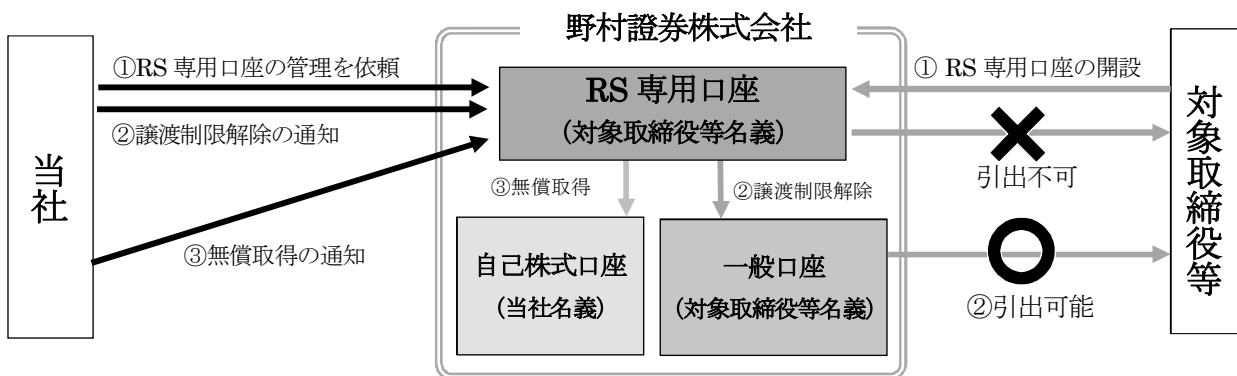 野村證券株式会社
当社
①RS 専用口座の管理を依頼
②譲渡制限解除の通知
③無償取得の通知
RS 専用口座
(対象取締役等名義)
③無償取得
②譲渡制限解除
自己株式口座
(当社名義)
一般口座
(対象取締役等名義)
① RS 専用口座の開設
引出不可
②引出可能
対象取締役等